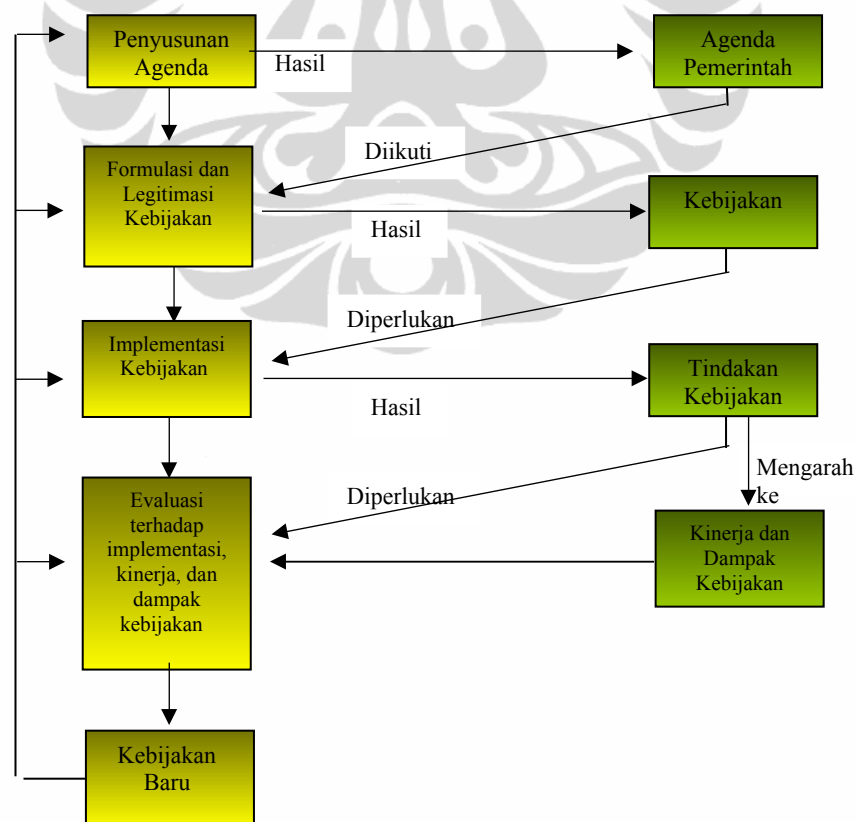 Penyusunan
Agenda
Hasil
Agenda
Pemerintah
Diikuti
Formulasi dan
Legitimasi
Kebijakan
Hasil
Kebijakan
Diperlukan
Implementasi
Kebijakan
Hasil
Tindakan
Kebijakan
Mengarah
ke
Diperlukan
Evaluasi
terhadap
implementasi,
kinerja, dan
dampak
kebijakan
Kinerja dan
Dampak
Kebijakan
Kebijakan
Baru